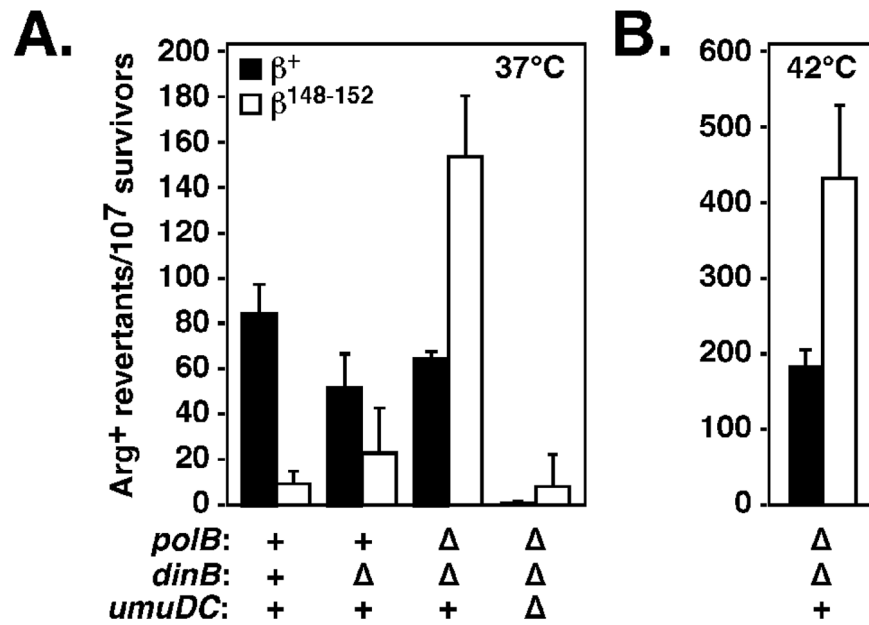 A.
B.
Arg⁺ revertants/10⁷ survivors
200
180
160
140
120
100
80
60
40
20
0
β⁺
β¹⁴⁸⁻¹⁵²
37°C
600
500
400
300
200
100
0
42°C
polB: + + Δ Δ Δ
dinB: + Δ Δ Δ Δ
umuDC: + + + Δ +